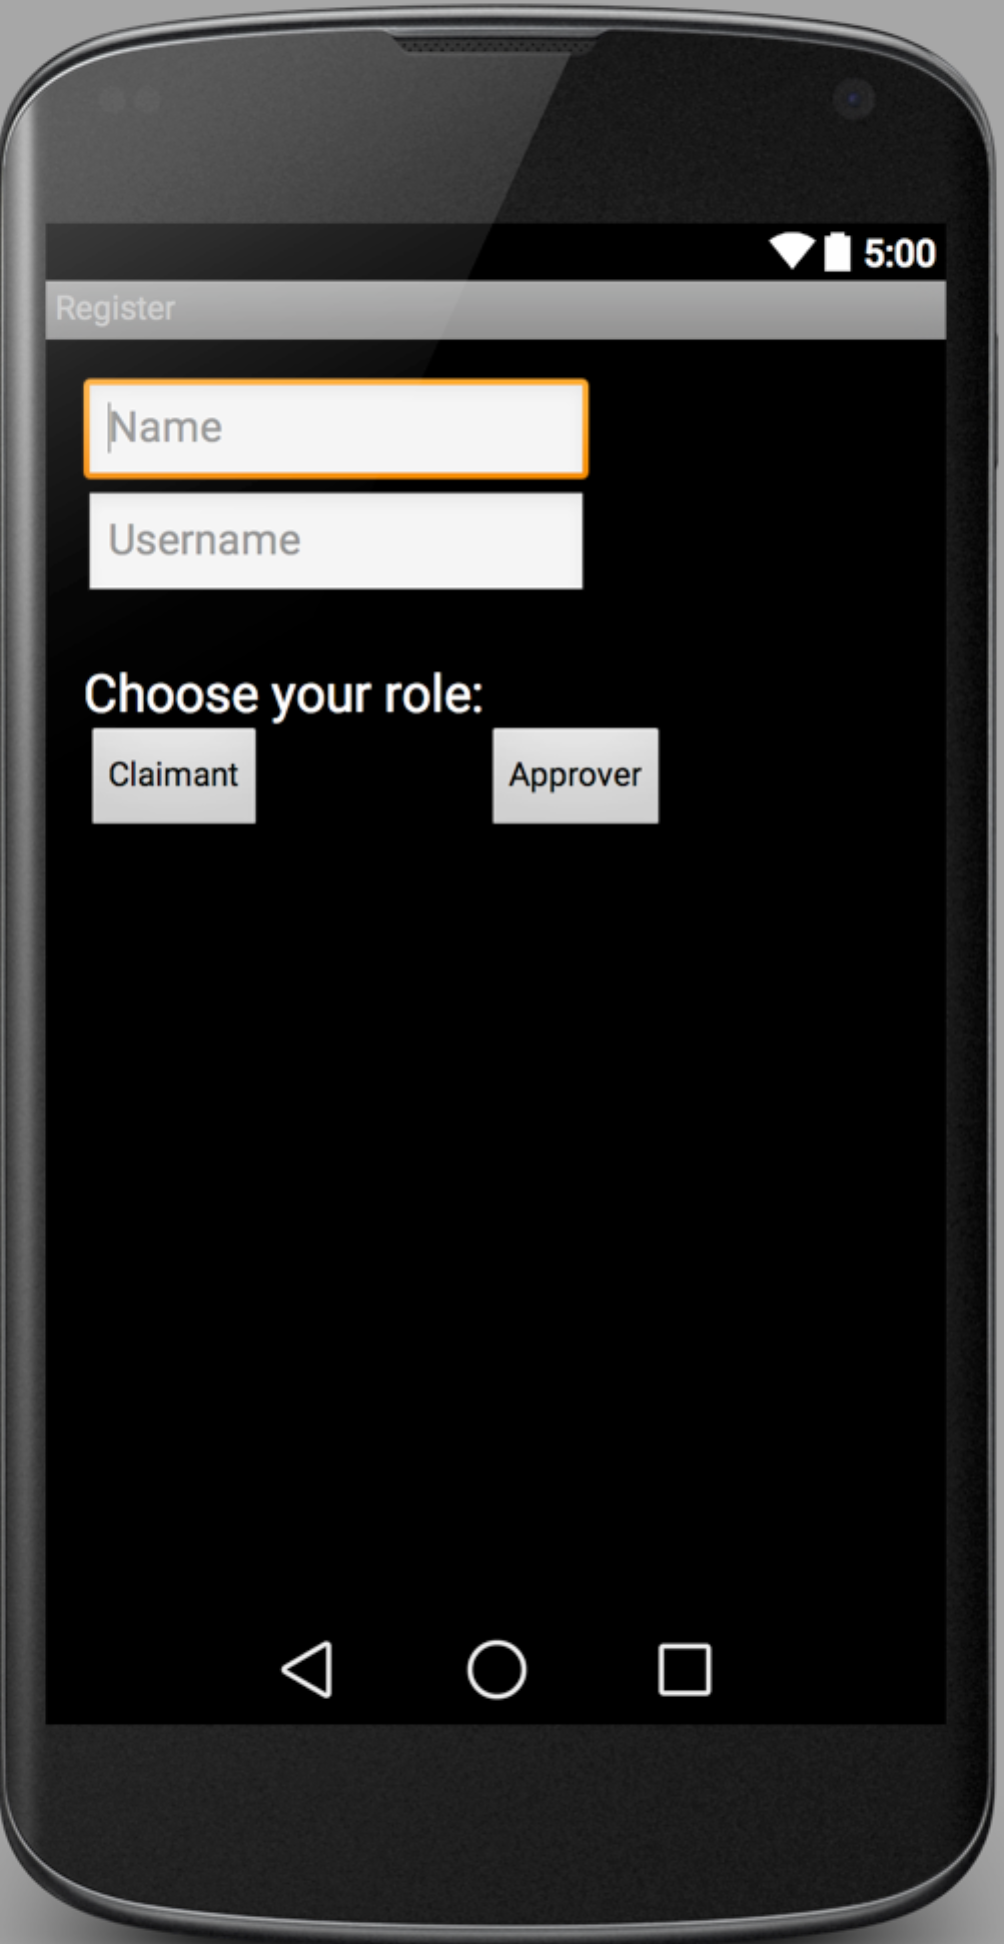 5:00
Register
Name
Username
Choose your role:
Claimant Approver